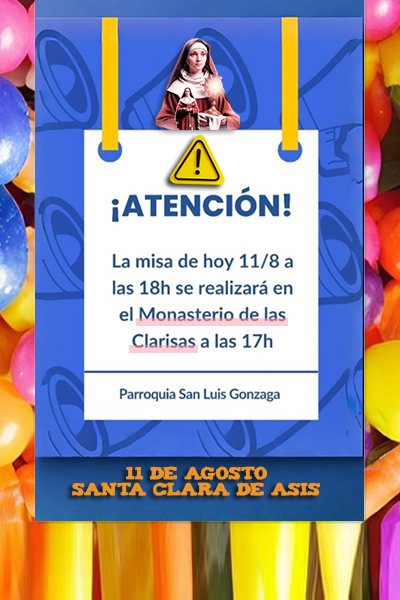 ¡ATENCIÓN!
La misa de hoy 11/8 a
las 18h se realizará en
el Monasterio de las
Clarisas a las 17h
Parroquia San Luis Gonzaga
11 DE AGOSTO
SANTA CLARA DE ASIS